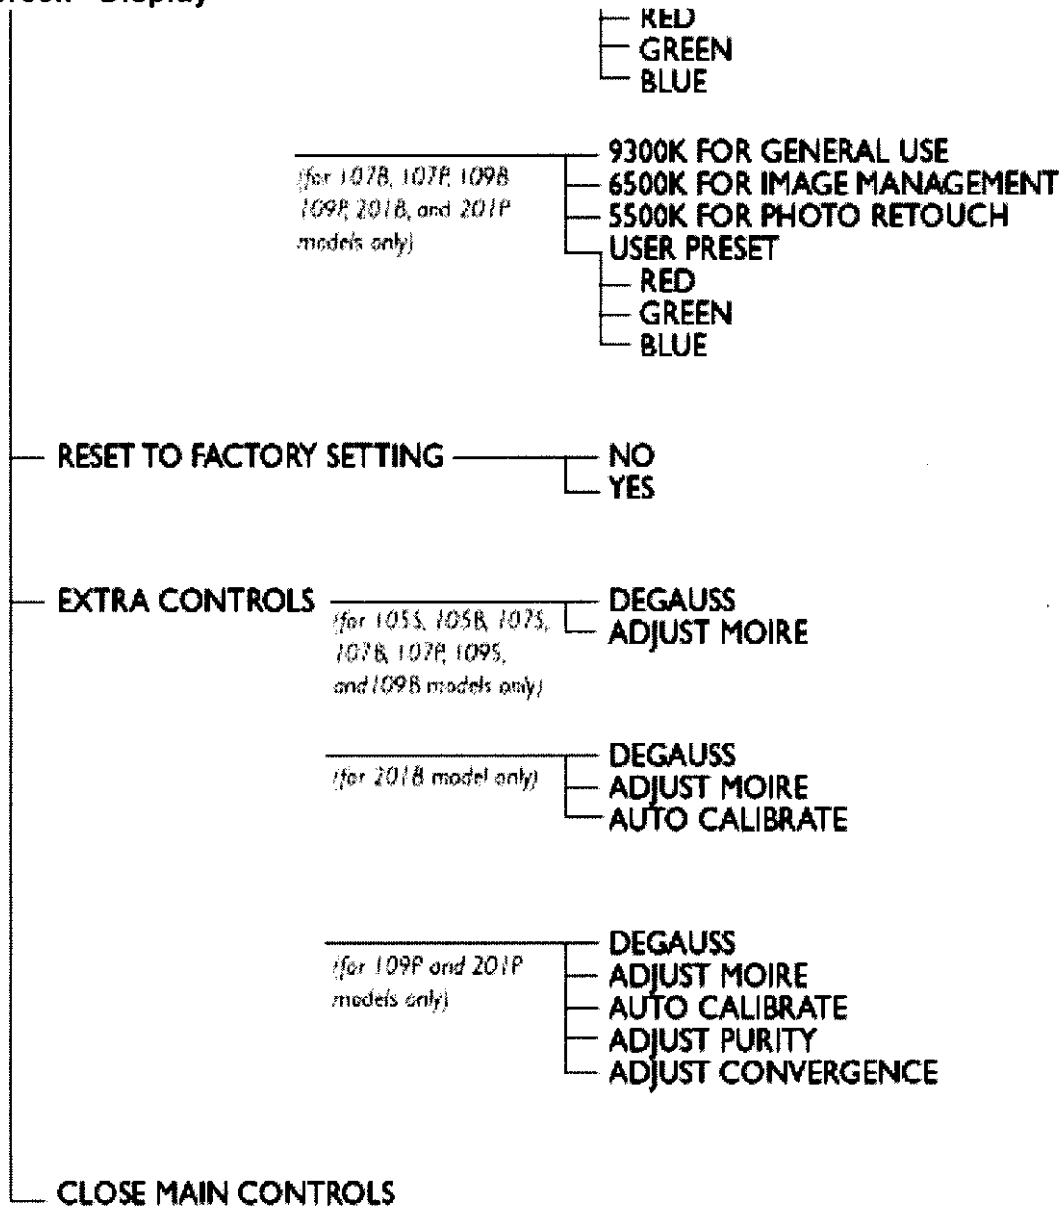 Display
RED
GREEN
BLUE
9300K FOR GENERAL USE
(for 107B, 107P, 109B
6500K FOR IMAGE MANAGEMENT
109P, 201B, and 201P
5500K FOR PHOTO RETOUCH
models only)
USER PRESET
RED
GREEN
BLUE
RESET TO FACTORY SETTING
NO
YES
EXTRA CONTROLS
DEGAUSS
(for 105S, 105B, 107S,
ADJUST MOIRE
107B, 107P, 109S,
and 109B models only)
DEGAUSS
(for 201B model only)
ADJUST MOIRE
AUTO CALIBRATE
DEGAUSS
(for 109P and 201P
ADJUST MOIRE
models only)
AUTO CALIBRATE
ADJUST PURITY
ADJUST CONVERGENCE
CLOSE MAIN CONTROLS